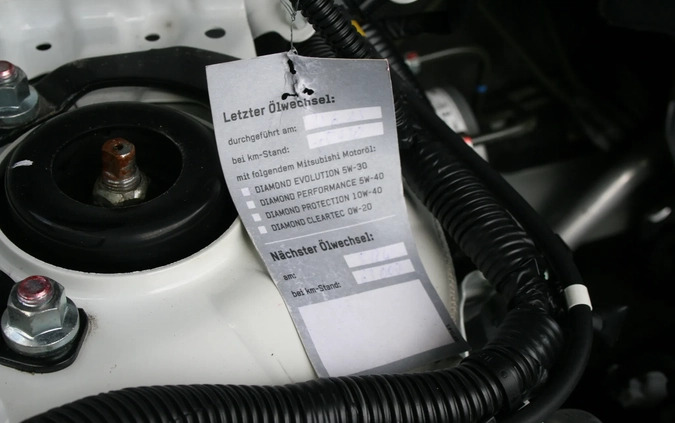 Letzter Ölwechsel:
durchgeführt am:
bei km-Stand:
mit folgendem Mitsubishi Motoröl:
DIAMOND EVOLUTION 5W-30
DIAMOND PERFORMANCE 5W-40
DIAMOND PROTECTION 10W-40
DIAMOND CLEARTEC 0W-20
Nächster Ölwechsel:
am:
bei km-Stand: